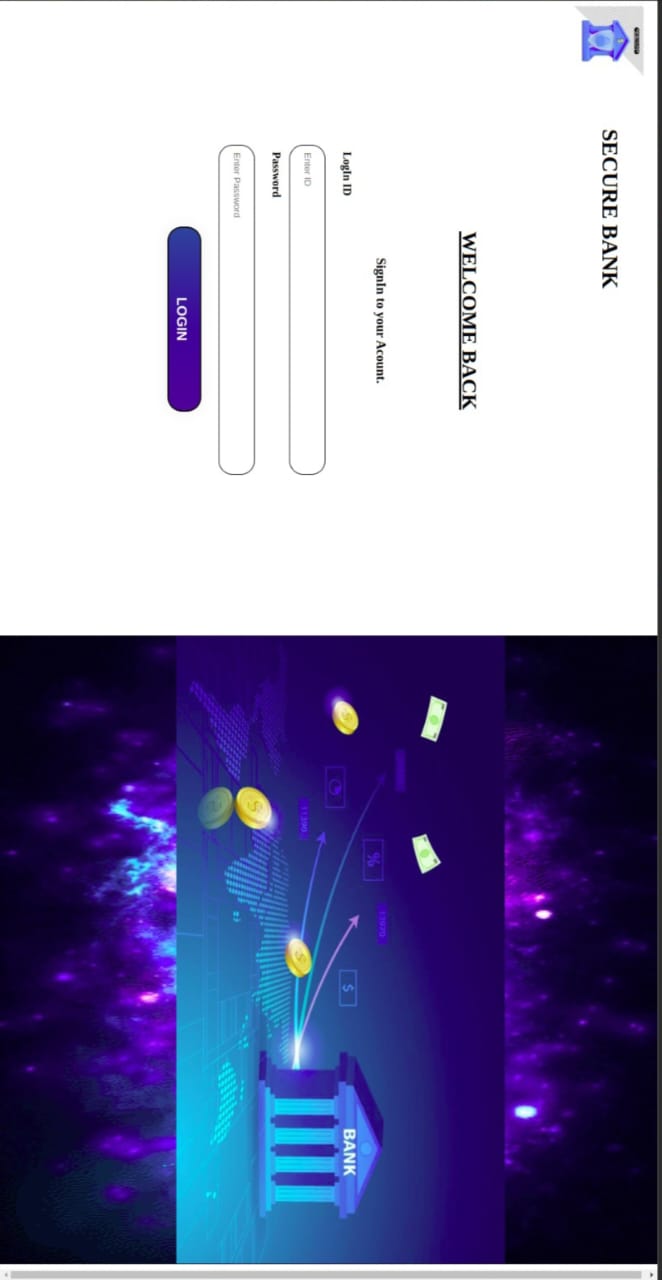 SECURE BANK
WELCOME BACK
SignIn to your Acount.
LogIn ID
Enter ID
Password
Enter Password
LOGIN
%
$
BANK